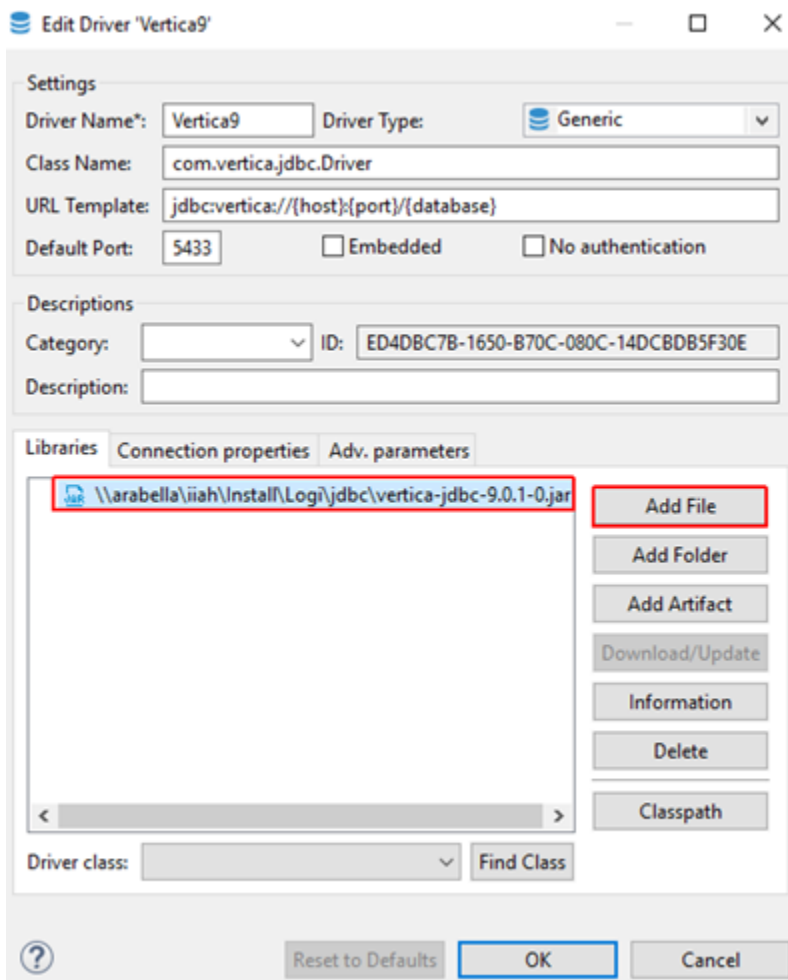 Edit Driver 'Vertica9'
Settings
Driver Name*: Vertica9 Driver Type: Generic
Class Name: com.vertica.jdbc.Driver
URL Template: jdbc:vertica://{host}:{port}/{database}
Default Port: 5433 Embedded No authentication
Descriptions
Category: ID: ED4DBC7B-1650-B70C-080C-14DCBDB5F30E
Description:
Libraries Connection properties Adv. parameters
\\arabella\iiah\Install\Logi\jdbc\vertica-jdbc-9.0.1-0.jar
Add File
Add Folder
Add Artifact
Download/Update
Information
Delete
Classpath
Driver class: Find Class
Reset to Defaults OK Cancel